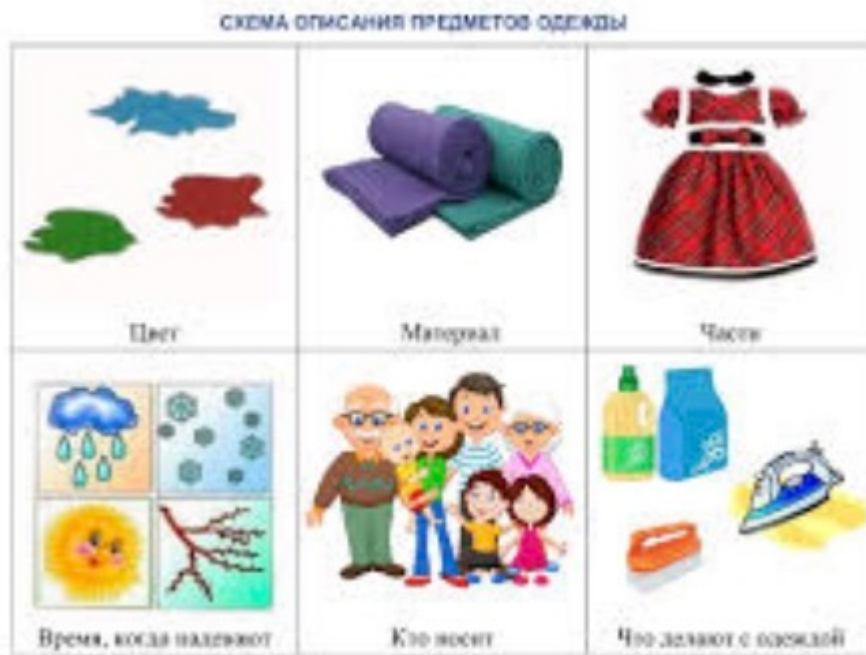 СХЕМА ОПИСАНИЯ ПРЕДМЕТОВ ОДЕЖДЫ
Цвет
Материал
Части
Время, когда надевают
Кто носит
Что делают с одеждой